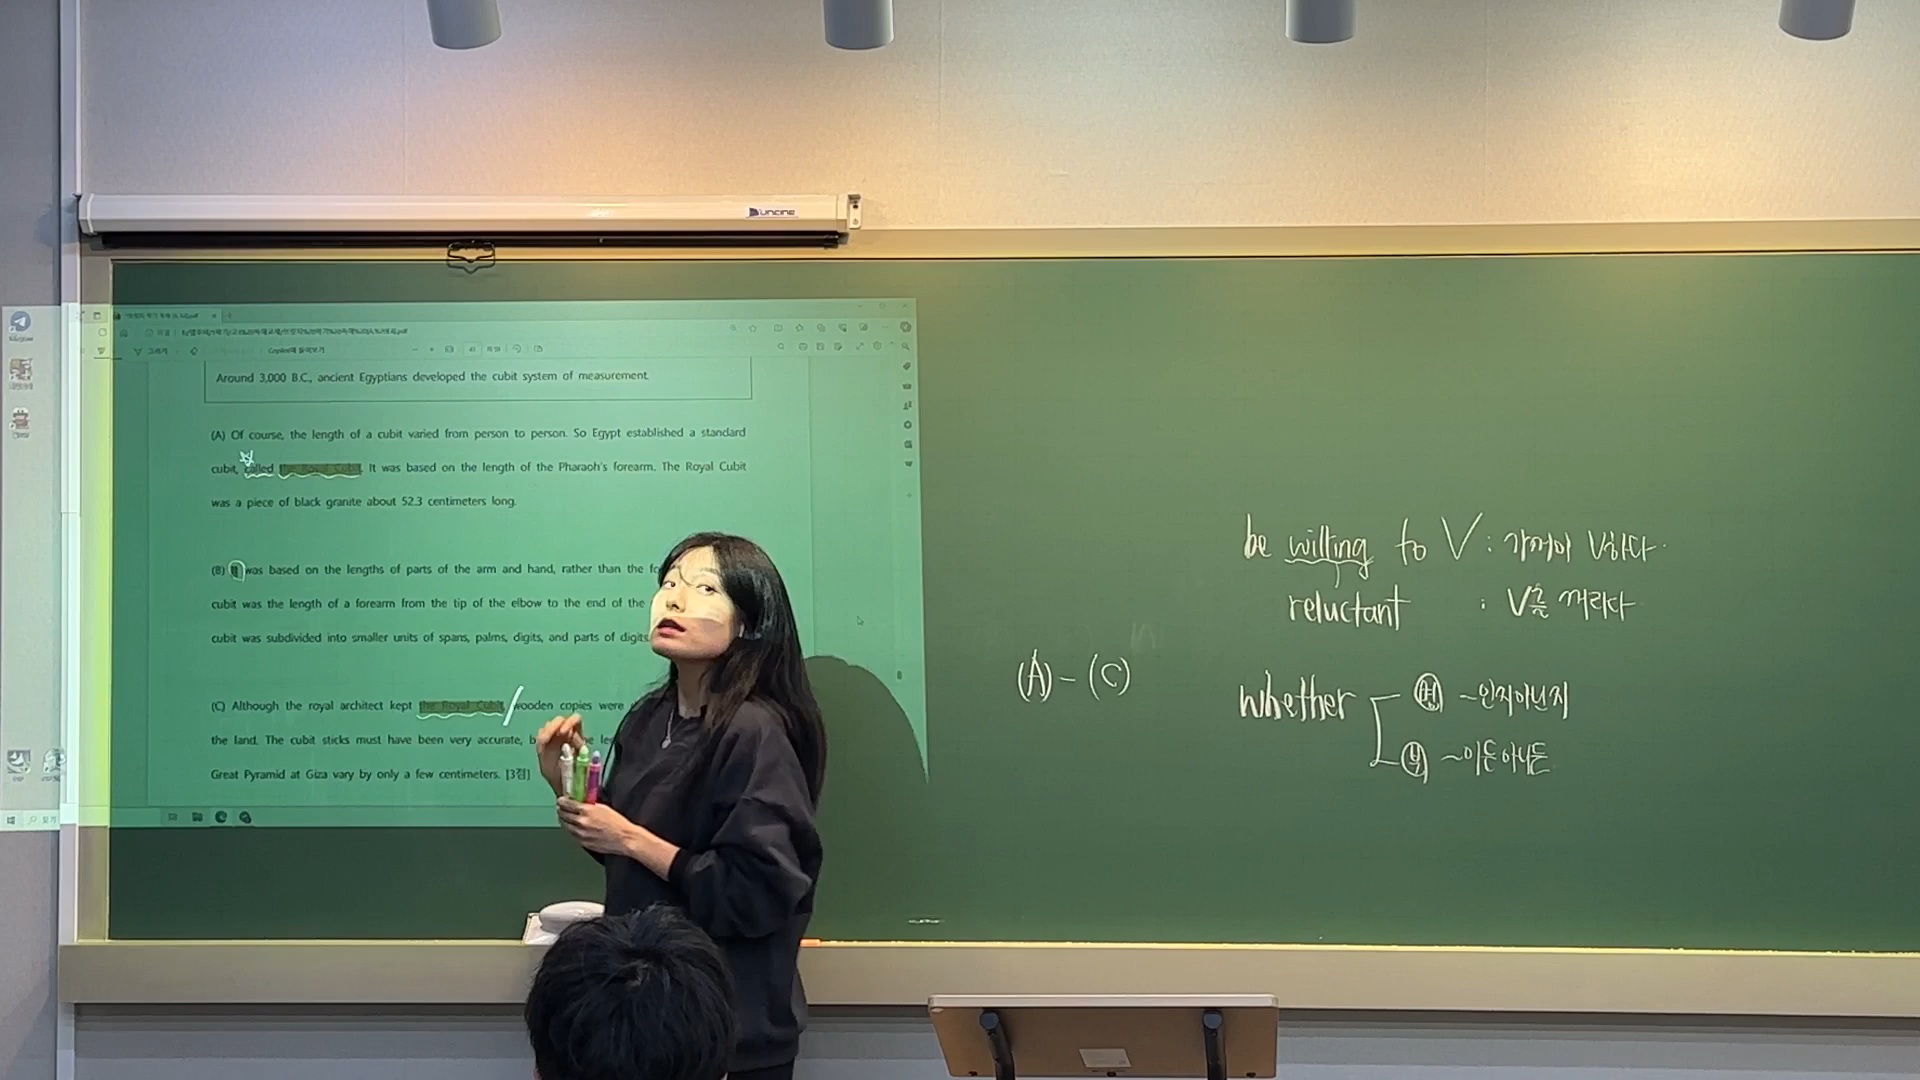 UNCINE
Around 3,000 B.C., ancient Egyptians developed the cubit system of measurement.
(A) Of course, the length of a cubit varied from person to person. So Egypt established a standard
cubit, called the Royal Cubit. It was based on the length of the Pharaoh's forearm. The Royal Cubit
was a piece of black granite about 52.3 centimeters long.
(B) It was based on the lengths of parts of the arm and hand, rather than the
cubit was the length of a forearm from the tip of the elbow to the end of the
cubit was subdivided into smaller units of spans, palms, digits, and parts of digits.
(C) Although the royal architect kept the Royal Cubit, wooden copies were
the land. The cubit sticks must have been very accurate,
Great Pyramid at Giza vary by only a few centimeters. [3점]
be willing to V : 기꺼이 V하다.
reluctant : V를 꺼리다
(A) - (C)
whether 명 ~인지아닌지
부 ~이든아니든